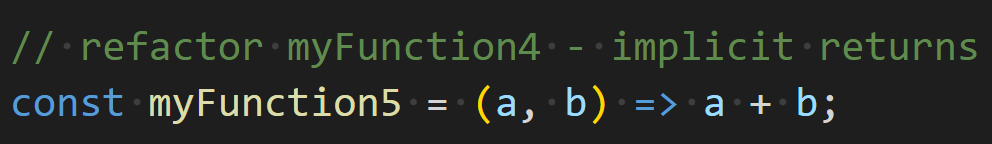 // refactor myFunction4 - implicit returns
const myFunction5 = (a, b) => a + b;